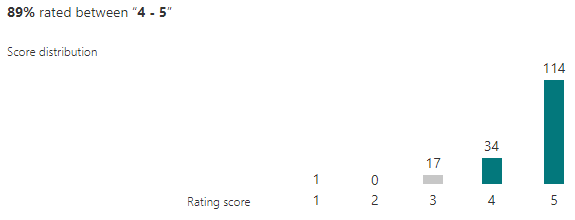 89% rated between “4 - 5”
Score distribution
114
34
17
1
0
Rating score 1 2 3 4 5